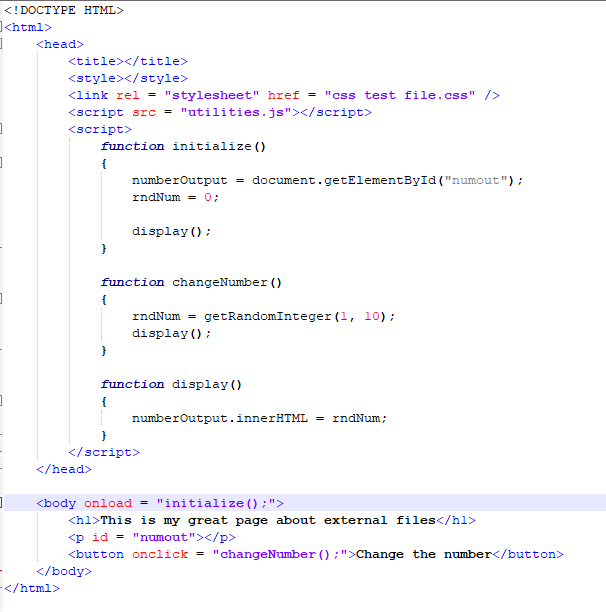 <!DOCTYPE HTML>
<html>
<head>
<title></title>
<style></style>
<link rel = "stylesheet" href = "css test file.css" />
<script src = "utilities.js"></script>
<script>
function initialize()
{
numberOutput = document.getElementById("numout");
rndNum = 0;
display();
}
function changeNumber()
{
rndNum = getRandomInteger(1, 10);
display();
}
function display()
{
numberOutput.innerHTML = rndNum;
}
</script>
</head>
<body onload = "initialize();">
<h1>This is my great page about external files</h1>
<p id = "numout"></p>
<button onclick = "changeNumber();">Change the number</button>
</body>
</html>